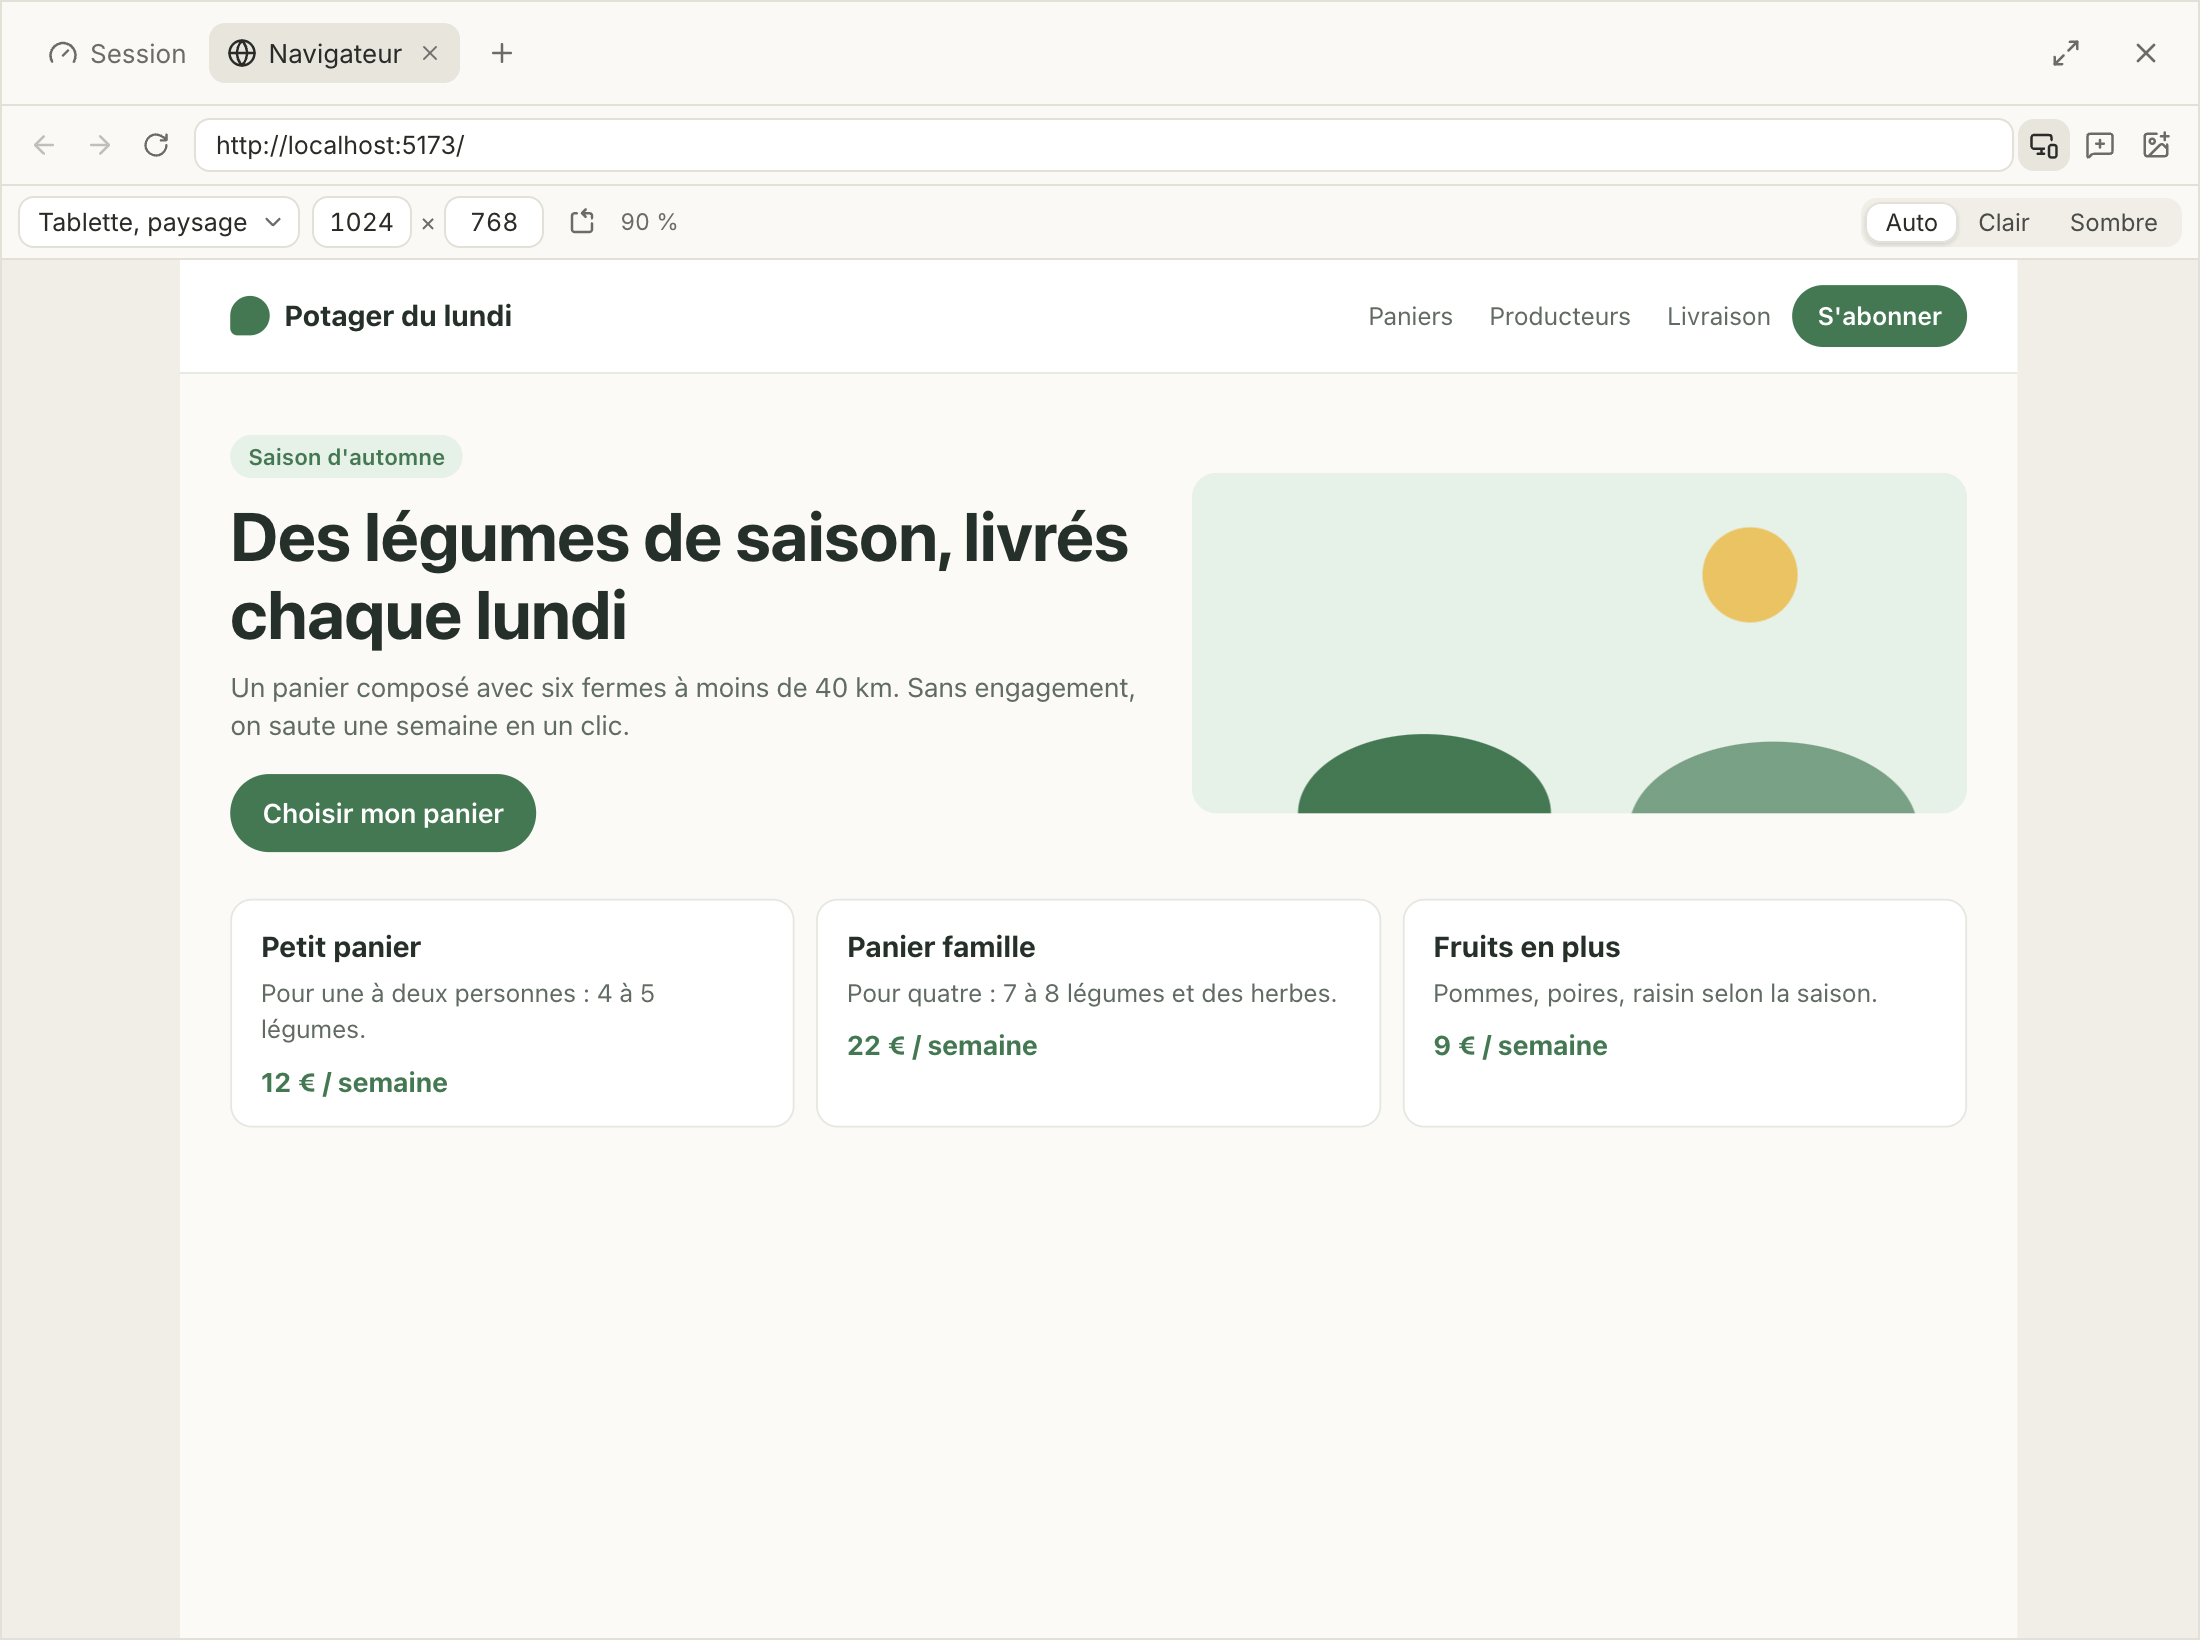 Session
Navigateur
http://localhost:5173/
Tablette, paysage
1024 × 768
90 %
Auto
Clair
Sombre
Potager du lundi
Paniers
Producteurs
Livraison
S'abonner
Saison d'automne
Des légumes de saison, livrés
chaque lundi
Un panier composé avec six fermes à moins de 40 km. Sans engagement,
on saute une semaine en un clic.
Choisir mon panier
Petit panier
Pour une à deux personnes : 4 à 5
légumes.
12 € / semaine
Panier famille
Pour quatre : 7 à 8 légumes et des herbes.
22 € / semaine
Fruits en plus
Pommes, poires, raisin selon la saison.
9 € / semaine